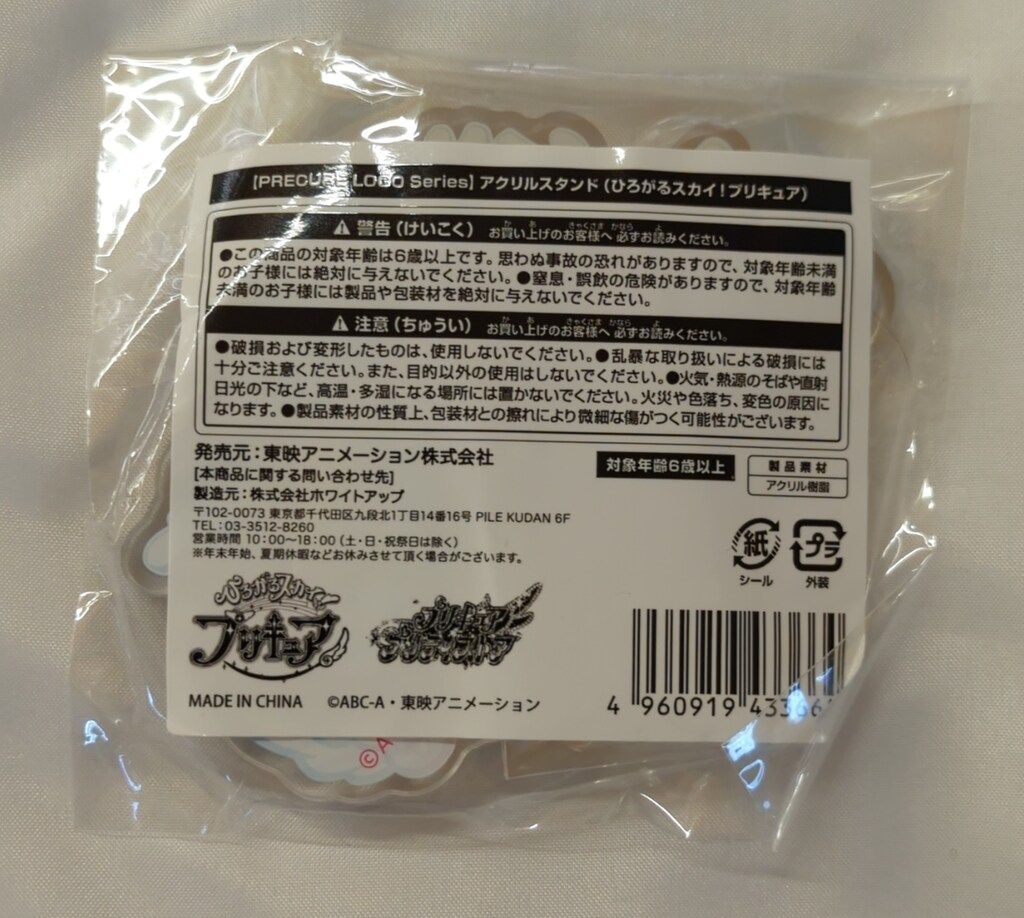 【PRECURE LOGO Series】アクリルスタンド（ひろがるスカイ！プリキュア）
⚠ 警告（けいこく） お買い上げのお客様へ 必ずお読みください。
●この商品の対象年齢は6歳以上です。思わぬ事故の恐れがありますので、対象年齢未満
のお子様には絶対に与えないでください。●窒息・誤飲の危険がありますので、対象年齢
未満のお子様には製品や包装材を絶対に与えないでください。
⚠ 注意（ちゅうい） お買い上げのお客様へ 必ずお読みください。
●破損および変形したものは、使用しないでください。●乱暴な取り扱いによる破損には
十分ご注意ください。また、目的以外の使用はしないでください。●火気・熱源のそばや直射
日光の下など、高温・多湿になる場所には置かないでください。火災や色落ち、変色の原因に
なります。●製品素材の性質上、包装材との擦れにより微細な傷がつく可能性がございます。
発売元：東映アニメーション株式会社
[本商品に関する問い合わせ先]
製造元：株式会社ホワイトアップ
〒102-0073 東京都千代田区九段北1丁目14番16号 PILE KUDAN 6F
TEL：03-3512-8260
営業時間 10：00〜18：00（土・日・祝祭日は除く）
※年末年始、夏期休暇などお休みさせて頂く場合がございます。
対象年齢6歳以上
製品素材
アクリル樹脂
紙
シール
プラ
外装
ひろがるスカイ！
プリキュア
プリキュア
MADE IN CHINA ©ABC-A・東映アニメーション
4 960919
©A